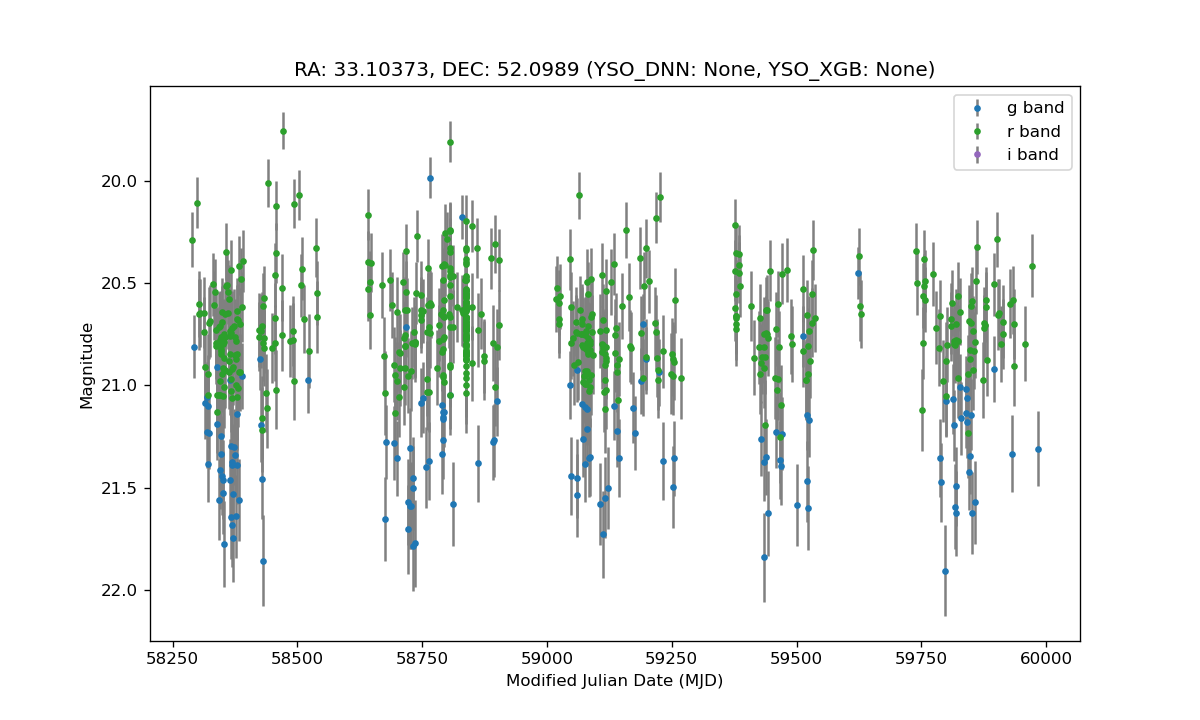 RA: 33.10373, DEC: 52.0989 (YSO_DNN: None, YSO_XGB: None)
g band
r band
i band
20.0
20.5
21.0
21.5
22.0
Magnitude
58250 58500 58750 59000 59250 59500 59750 60000
Modified Julian Date (MJD)